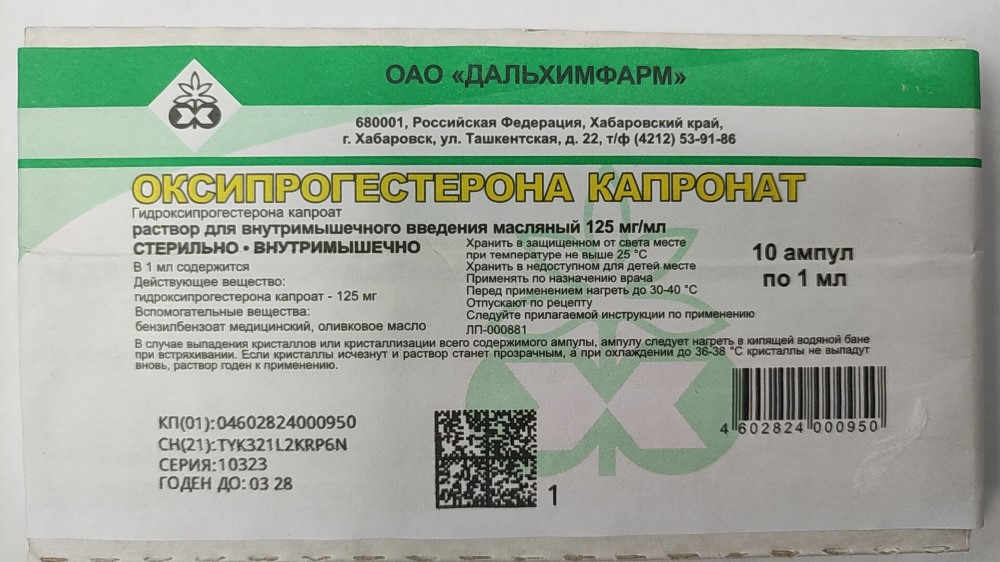 ОАО «ДАЛЬХИМФАРМ»
680001, Российская Федерация, Хабаровский край,
г. Хабаровск, ул. Ташкентская, д. 22, т/ф (4212) 53-91-86
ОКСИПРОГЕСТЕРОНА КАПРОНАТ
Гидроксипрогестерона капроат
раствор для внутримышечного введения масляный 125 мг/мл
СТЕРИЛЬНО • ВНУТРИМЫШЕЧНО
В 1 мл содержится
Действующее вещество:
гидроксипрогестерона капроат - 125 мг
Вспомогательные вещества:
бензилбензоат медицинский, оливковое масло
Хранить в защищенном от света месте
при температуре не выше 25 °С
Хранить в недоступном для детей месте
Применять по назначению врача
Перед применением нагреть до 30-40 °С
Отпускают по рецепту
Следуйте прилагаемой инструкции по применению
ЛП-000881
10 ампул
по 1 мл
В случае выпадения кристаллов или кристаллизации всего содержимого ампулы, ампулу следует нагреть в кипящей водяной бане
при встряхивании. Если кристаллы исчезнут и раствор станет прозрачным, а при охлаждении до 36-38 °С кристаллы не выпадут
вновь, раствор годен к применению.
КП(01):04602824000950
СН(21):TYK321L2KRP6N
СЕРИЯ:10323
ГОДЕН ДО: 03 28
1
4 602824 000950